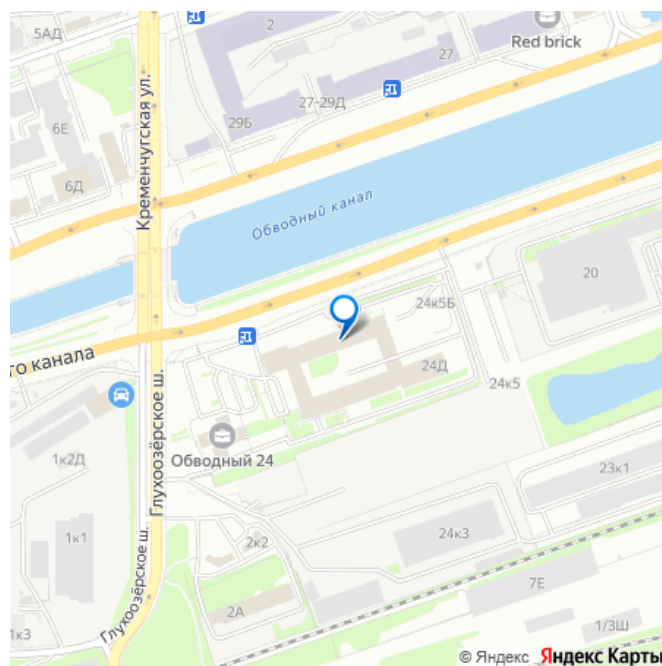 5АД
2
Red brick
27
Кременчугская ул.
27-29Д
29Б
6Е
6Д
Обводный канал
20
24к5Б
го канала
24Д
24к5
Глухоозёрское ш.
Обводный 24
1к2Д
23к1
1к1
2к2
24к3
7Е
Глухоозёрское ш.
2А
1к3
1/3Ш
© Яндекс Яндекс Карты